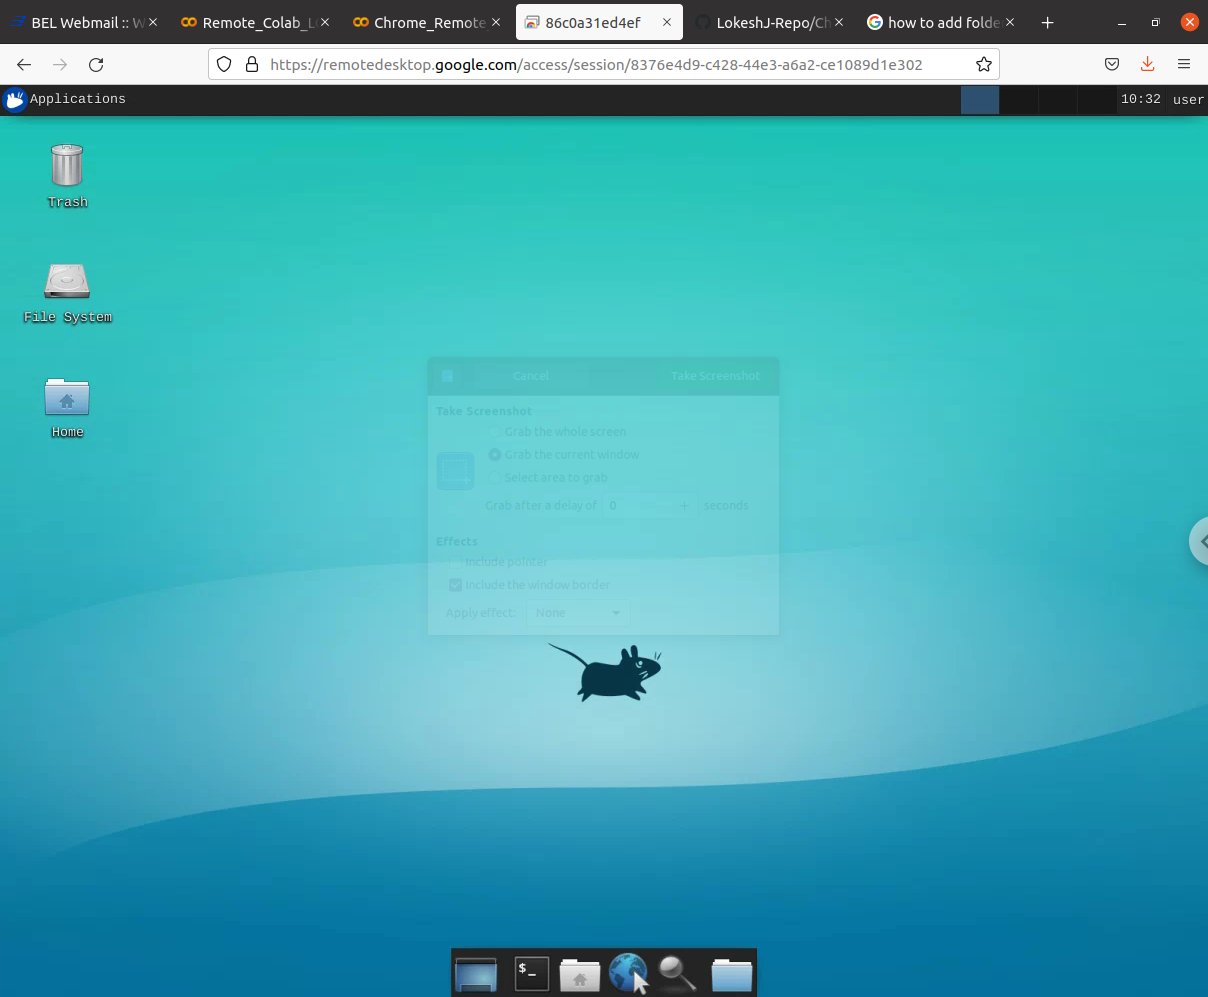 BEL Webmail :: W
Remote_Colab_L
Chrome_Remote_
86c0a31ed4ef
LokeshJ-Repo/Ch
how to add folde
https://remotedesktop.google.com/access/session/8376e4d9-c428-44e3-a6a2-ce1089d1e302
Applications
10:32 user
Trash
File System
Home
Cancel
Take Screenshot
Take Screenshot
Grab the whole screen
Grab the current window
Select area to grab
Grab after a delay of 0 + seconds
Effects
Include pointer
Include the window border
Apply effect: None
$_